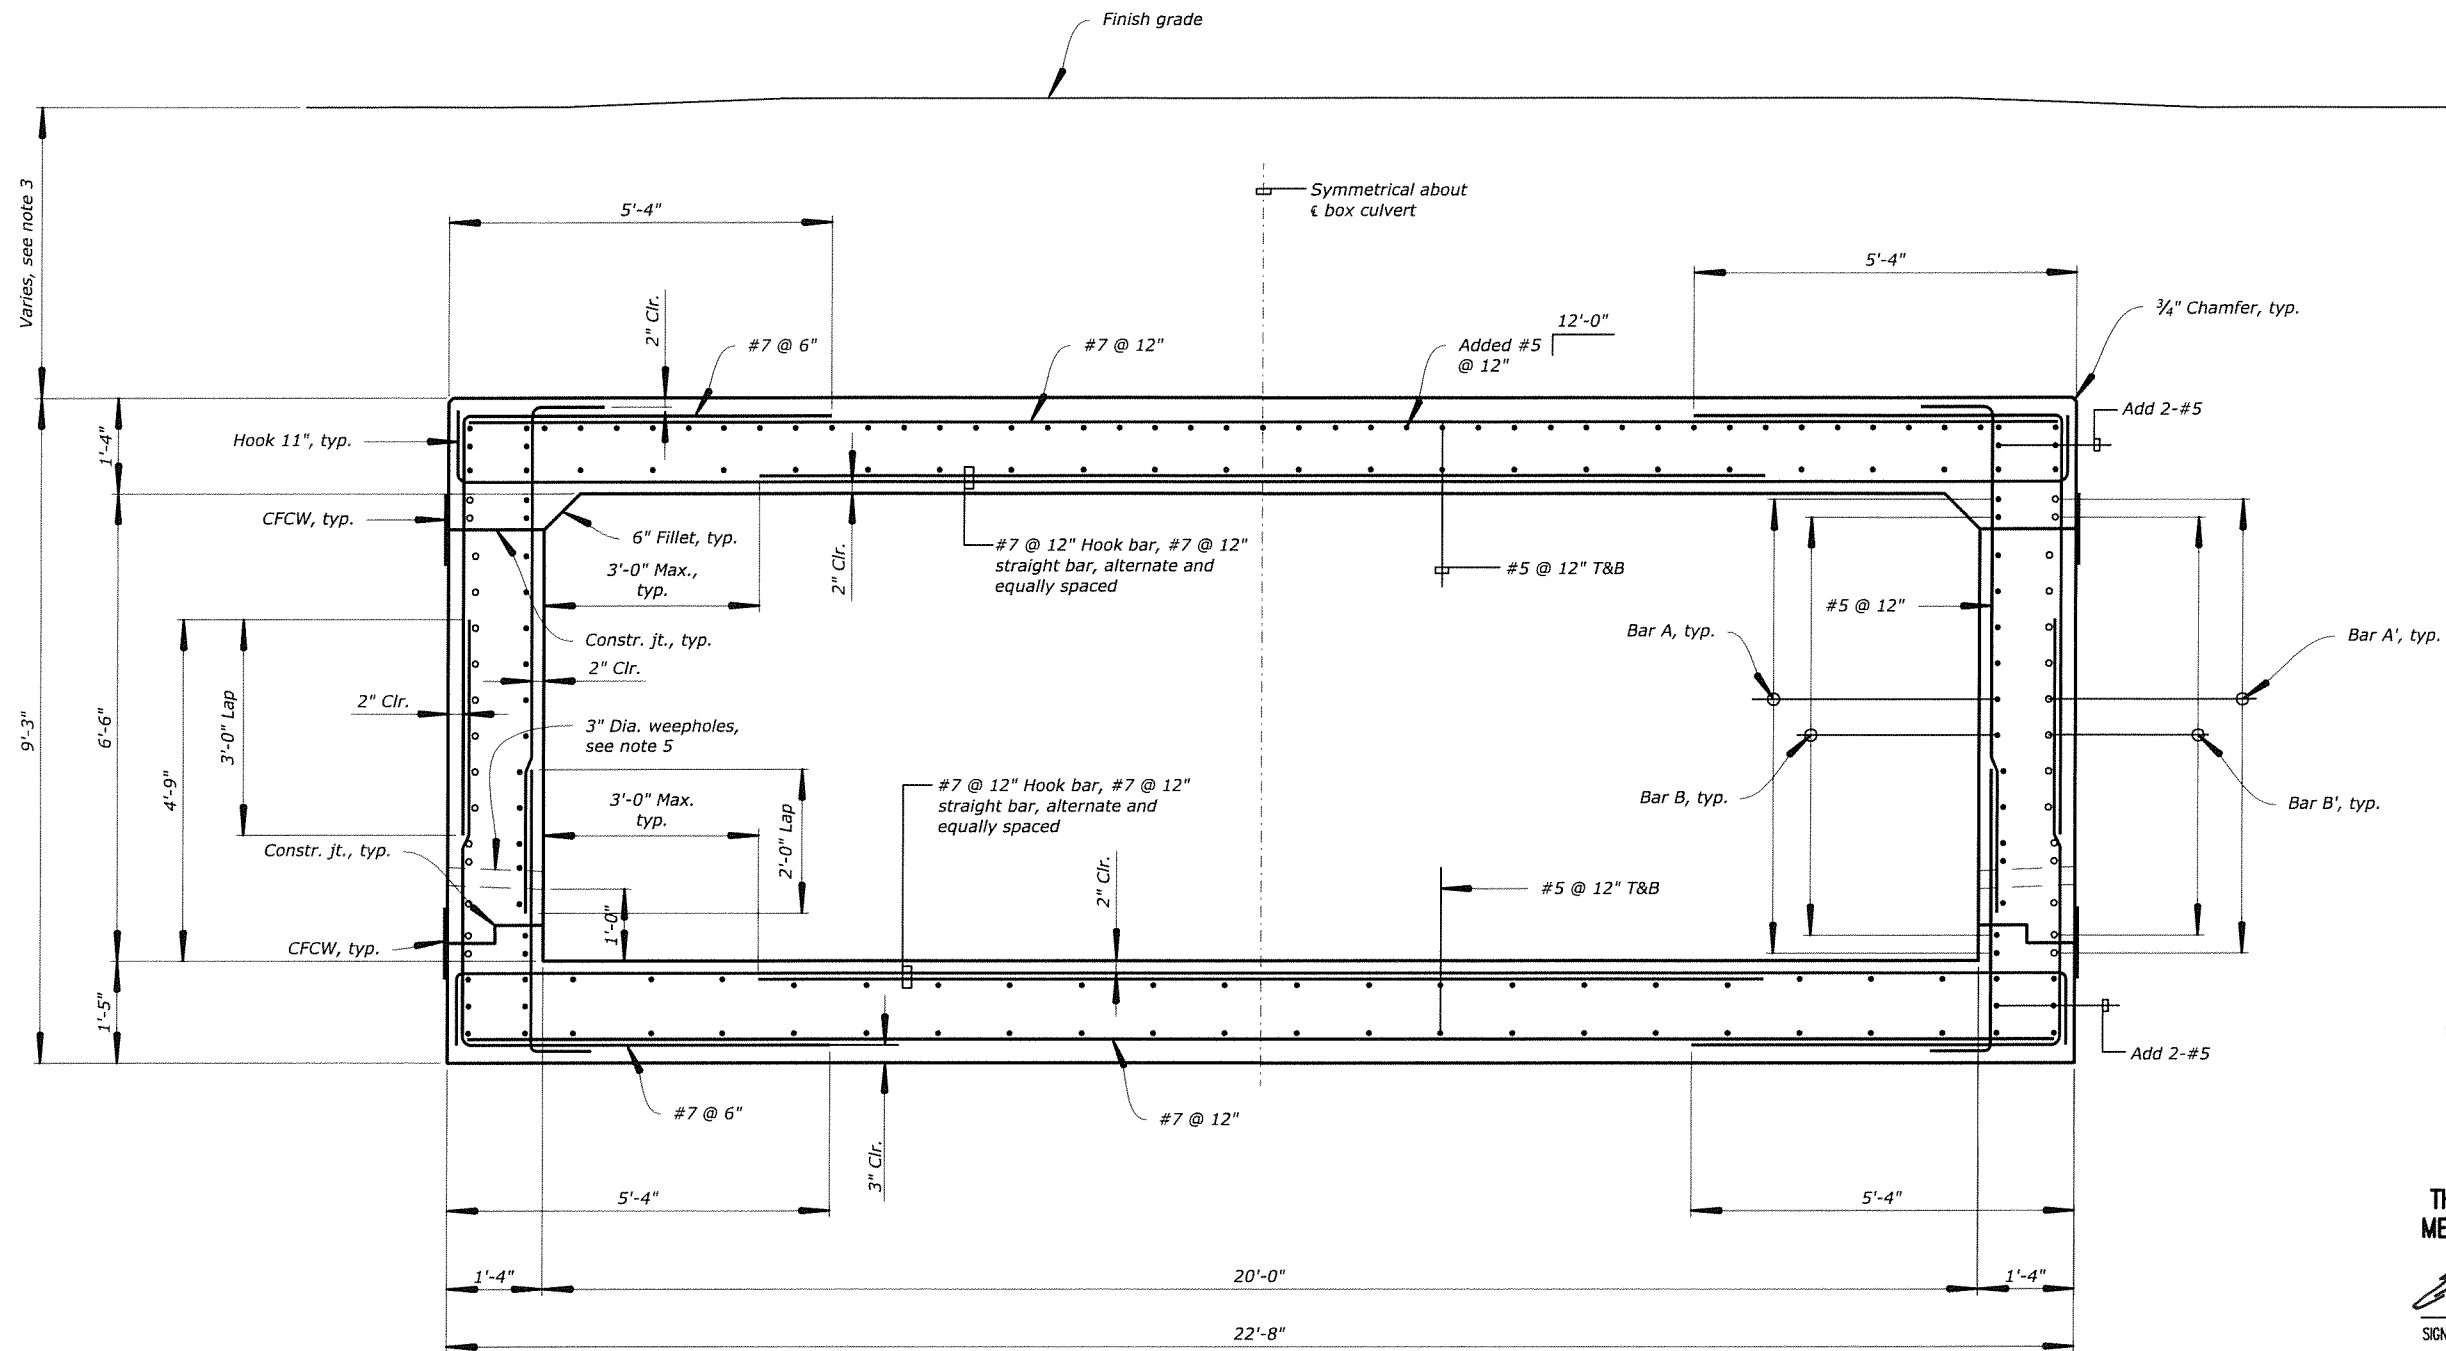 Finish grade
Varies, see note 3
Symmetrical about
℄ box culvert
5'-4"
5'-4"
¾" Chamfer, typ.
2" Clr.
#7 @ 6"
#7 @ 12"
Added #5
@ 12"
12'-0"
Add 2-#5
Hook 11", typ.
1'-4"
CFCW, typ.
6" Fillet, typ.
3'-0" Max.,
typ.
2" Clr.
#7 @ 12" Hook bar, #7 @ 12"
straight bar, alternate and
equally spaced
#5 @ 12" T&B
#5 @ 12"
Bar A, typ.
Bar A', typ.
Constr. jt., typ.
2" Clr.
2" Clr.
3" Dia. weepholes,
see note 5
9'-3"
6'-6"
4'-9"
3'-0" Lap
3'-0" Max.
typ.
2'-0" Lap
#7 @ 12" Hook bar, #7 @ 12"
straight bar, alternate and
equally spaced
Bar B, typ.
Bar B', typ.
Constr. jt., typ.
2" Clr.
#5 @ 12" T&B
1'-0"
CFCW, typ.
1'-5"
Add 2-#5
#7 @ 6"
#7 @ 12"
3" Clr.
5'-4"
5'-4"
1'-4"
20'-0"
1'-4"
22'-8"
ME
SIGN